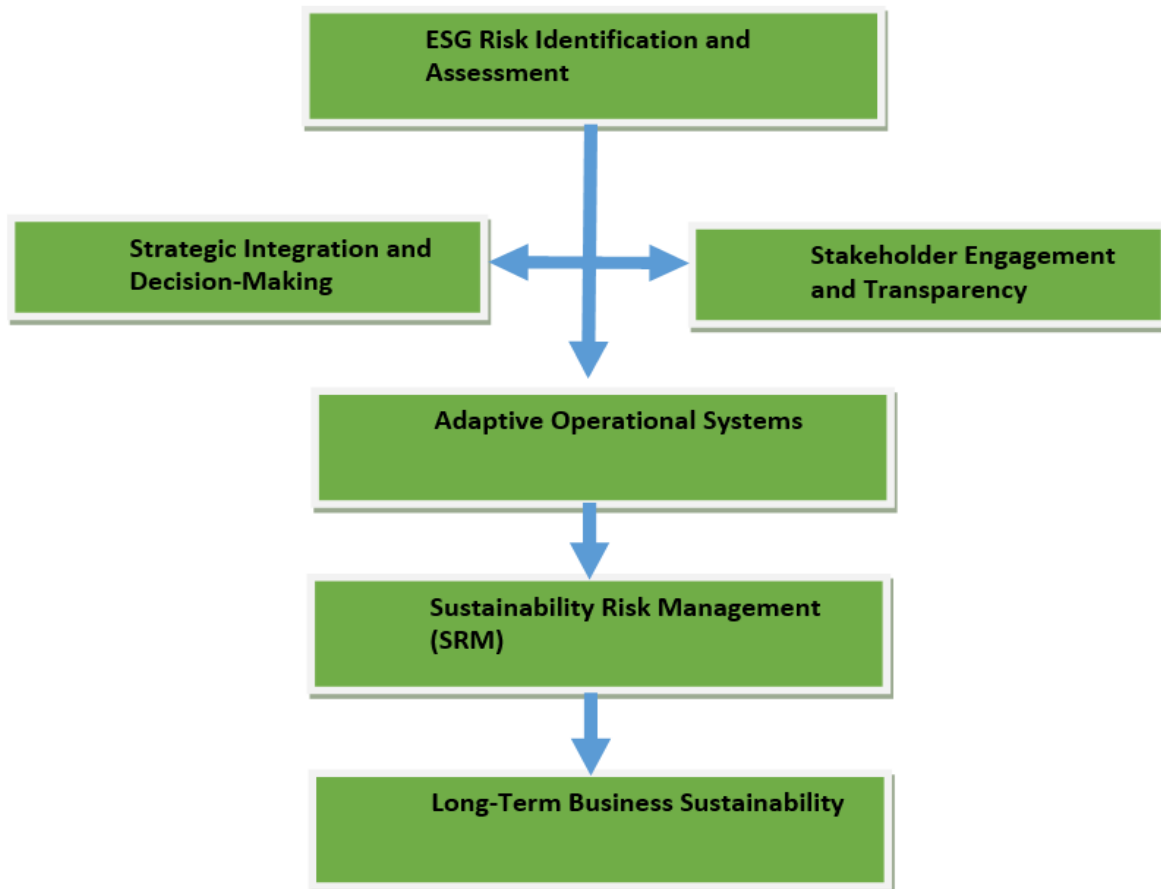 ESG Risk Identification and
Assessment
Strategic Integration and
Decision-Making
Stakeholder Engagement
and Transparency
Adaptive Operational Systems
Sustainability Risk Management
(SRM)
Long-Term Business Sustainability